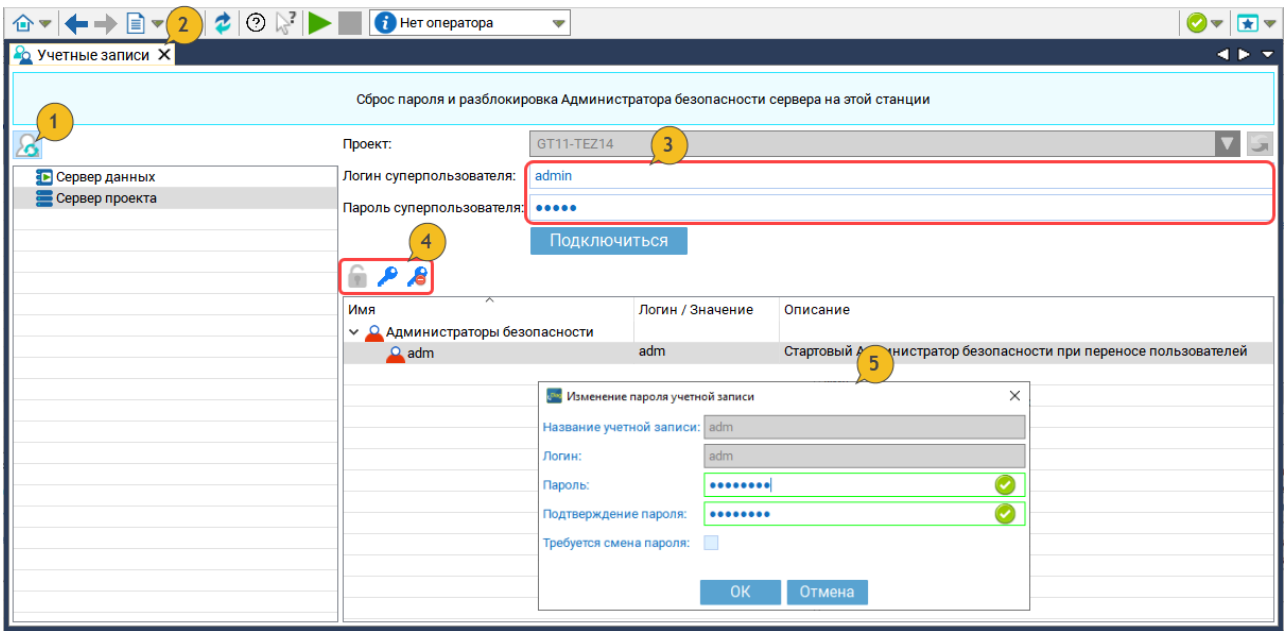 2
Нет оператора
Учетные записи
Сброс пароля и разблокировка Администратора безопасности сервера на этой станции
1
Проект: GT11-TEZ14
3
Сервер данных
Логин суперпользователя: admin
Сервер проекта
Пароль суперпользователя: •••••
Подключиться
4
Имя Логин / Значение Описание
Администраторы безопасности
adm adm Стартовый Администратор безопасности при переносе пользователей
5
Изменение пароля учетной записи
Название учетной записи: adm
Логин: adm
Пароль: ••••••••
Подтверждение пароля: ••••••••
Требуется смена пароля:
OK Отмена